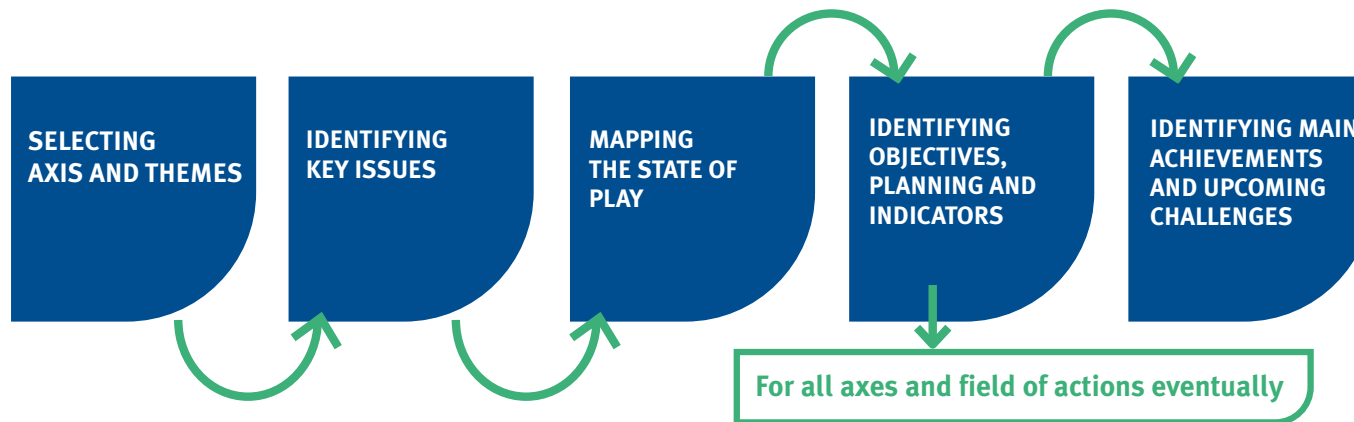 SELECTING
AXIS AND THEMES
IDENTIFYING
KEY ISSUES
MAPPING
THE STATE OF
PLAY
IDENTIFYING
OBJECTIVES,
PLANNING AND
INDICATORS
IDENTIFYING MAIN
ACHIEVEMENTS
AND UPCOMING
CHALLENGES
For all axes and field of actions eventually